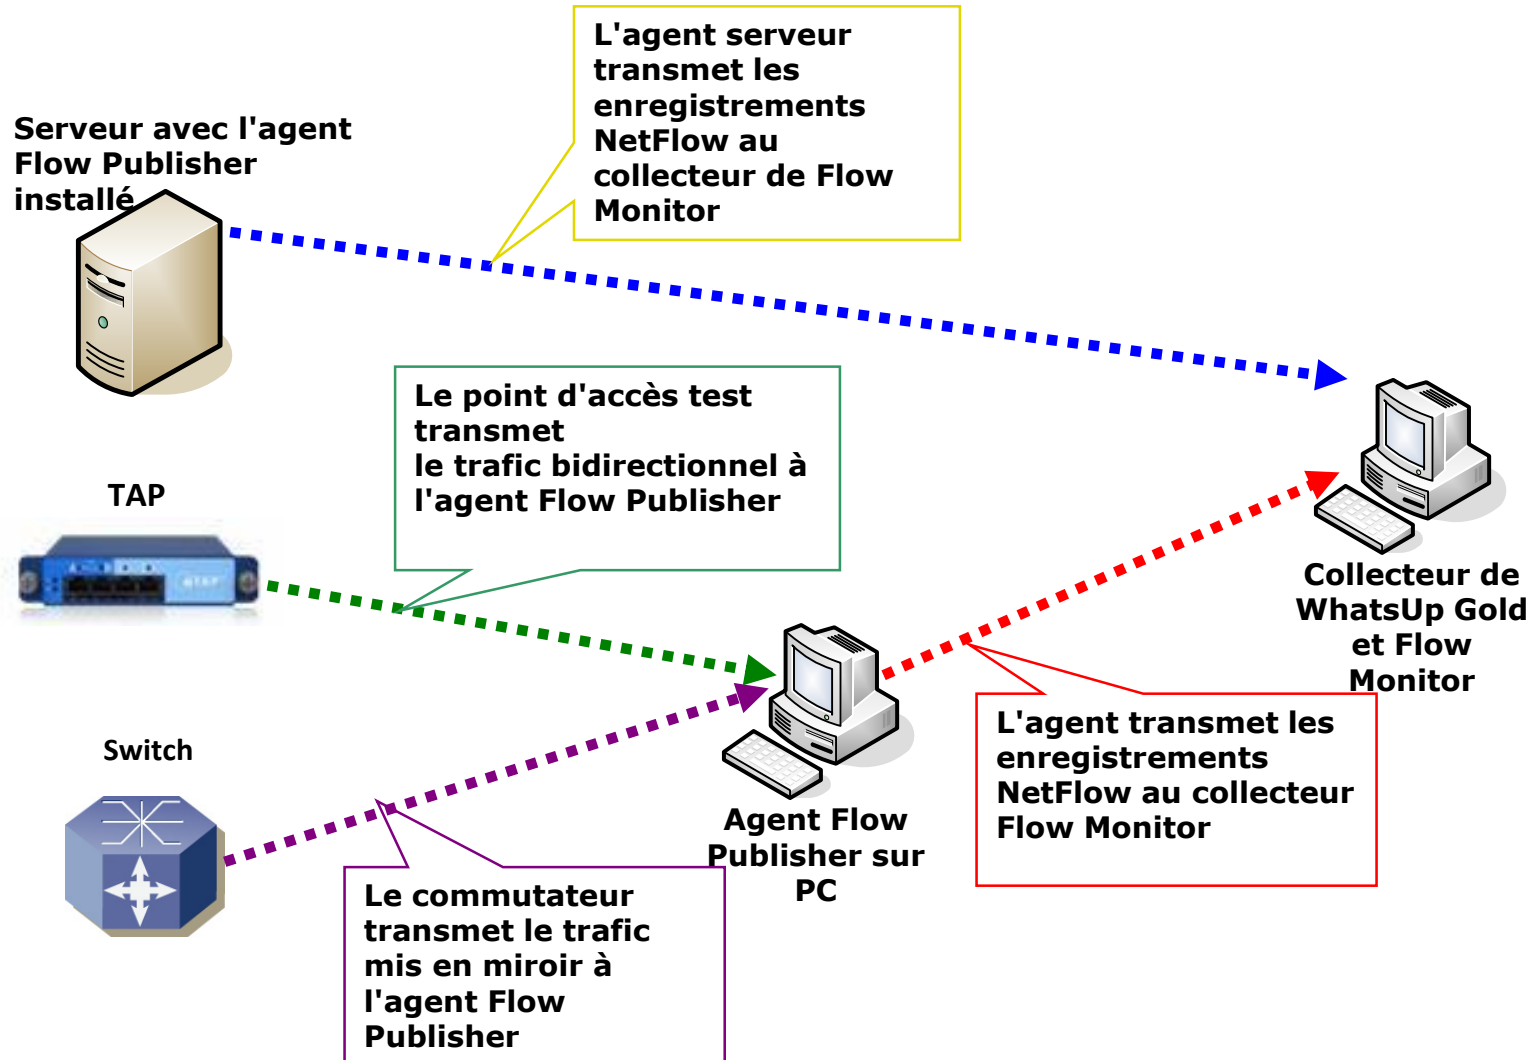 L'agent serveur
transmet les
enregistrements
NetFlow au
collecteur de Flow
Monitor
Serveur avec l'agent
Flow Publisher
installé
Le point d'accès test
transmet
le trafic bidirectionnel à
l'agent Flow Publisher
TAP
Collecteur de
WhatsUp Gold
et Flow
Monitor
Switch
L'agent transmet les
enregistrements
NetFlow au collecteur
Flow Monitor
Agent Flow
Publisher sur
PC
Le commutateur
transmet le trafic
mis en miroir à
l'agent Flow
Publisher